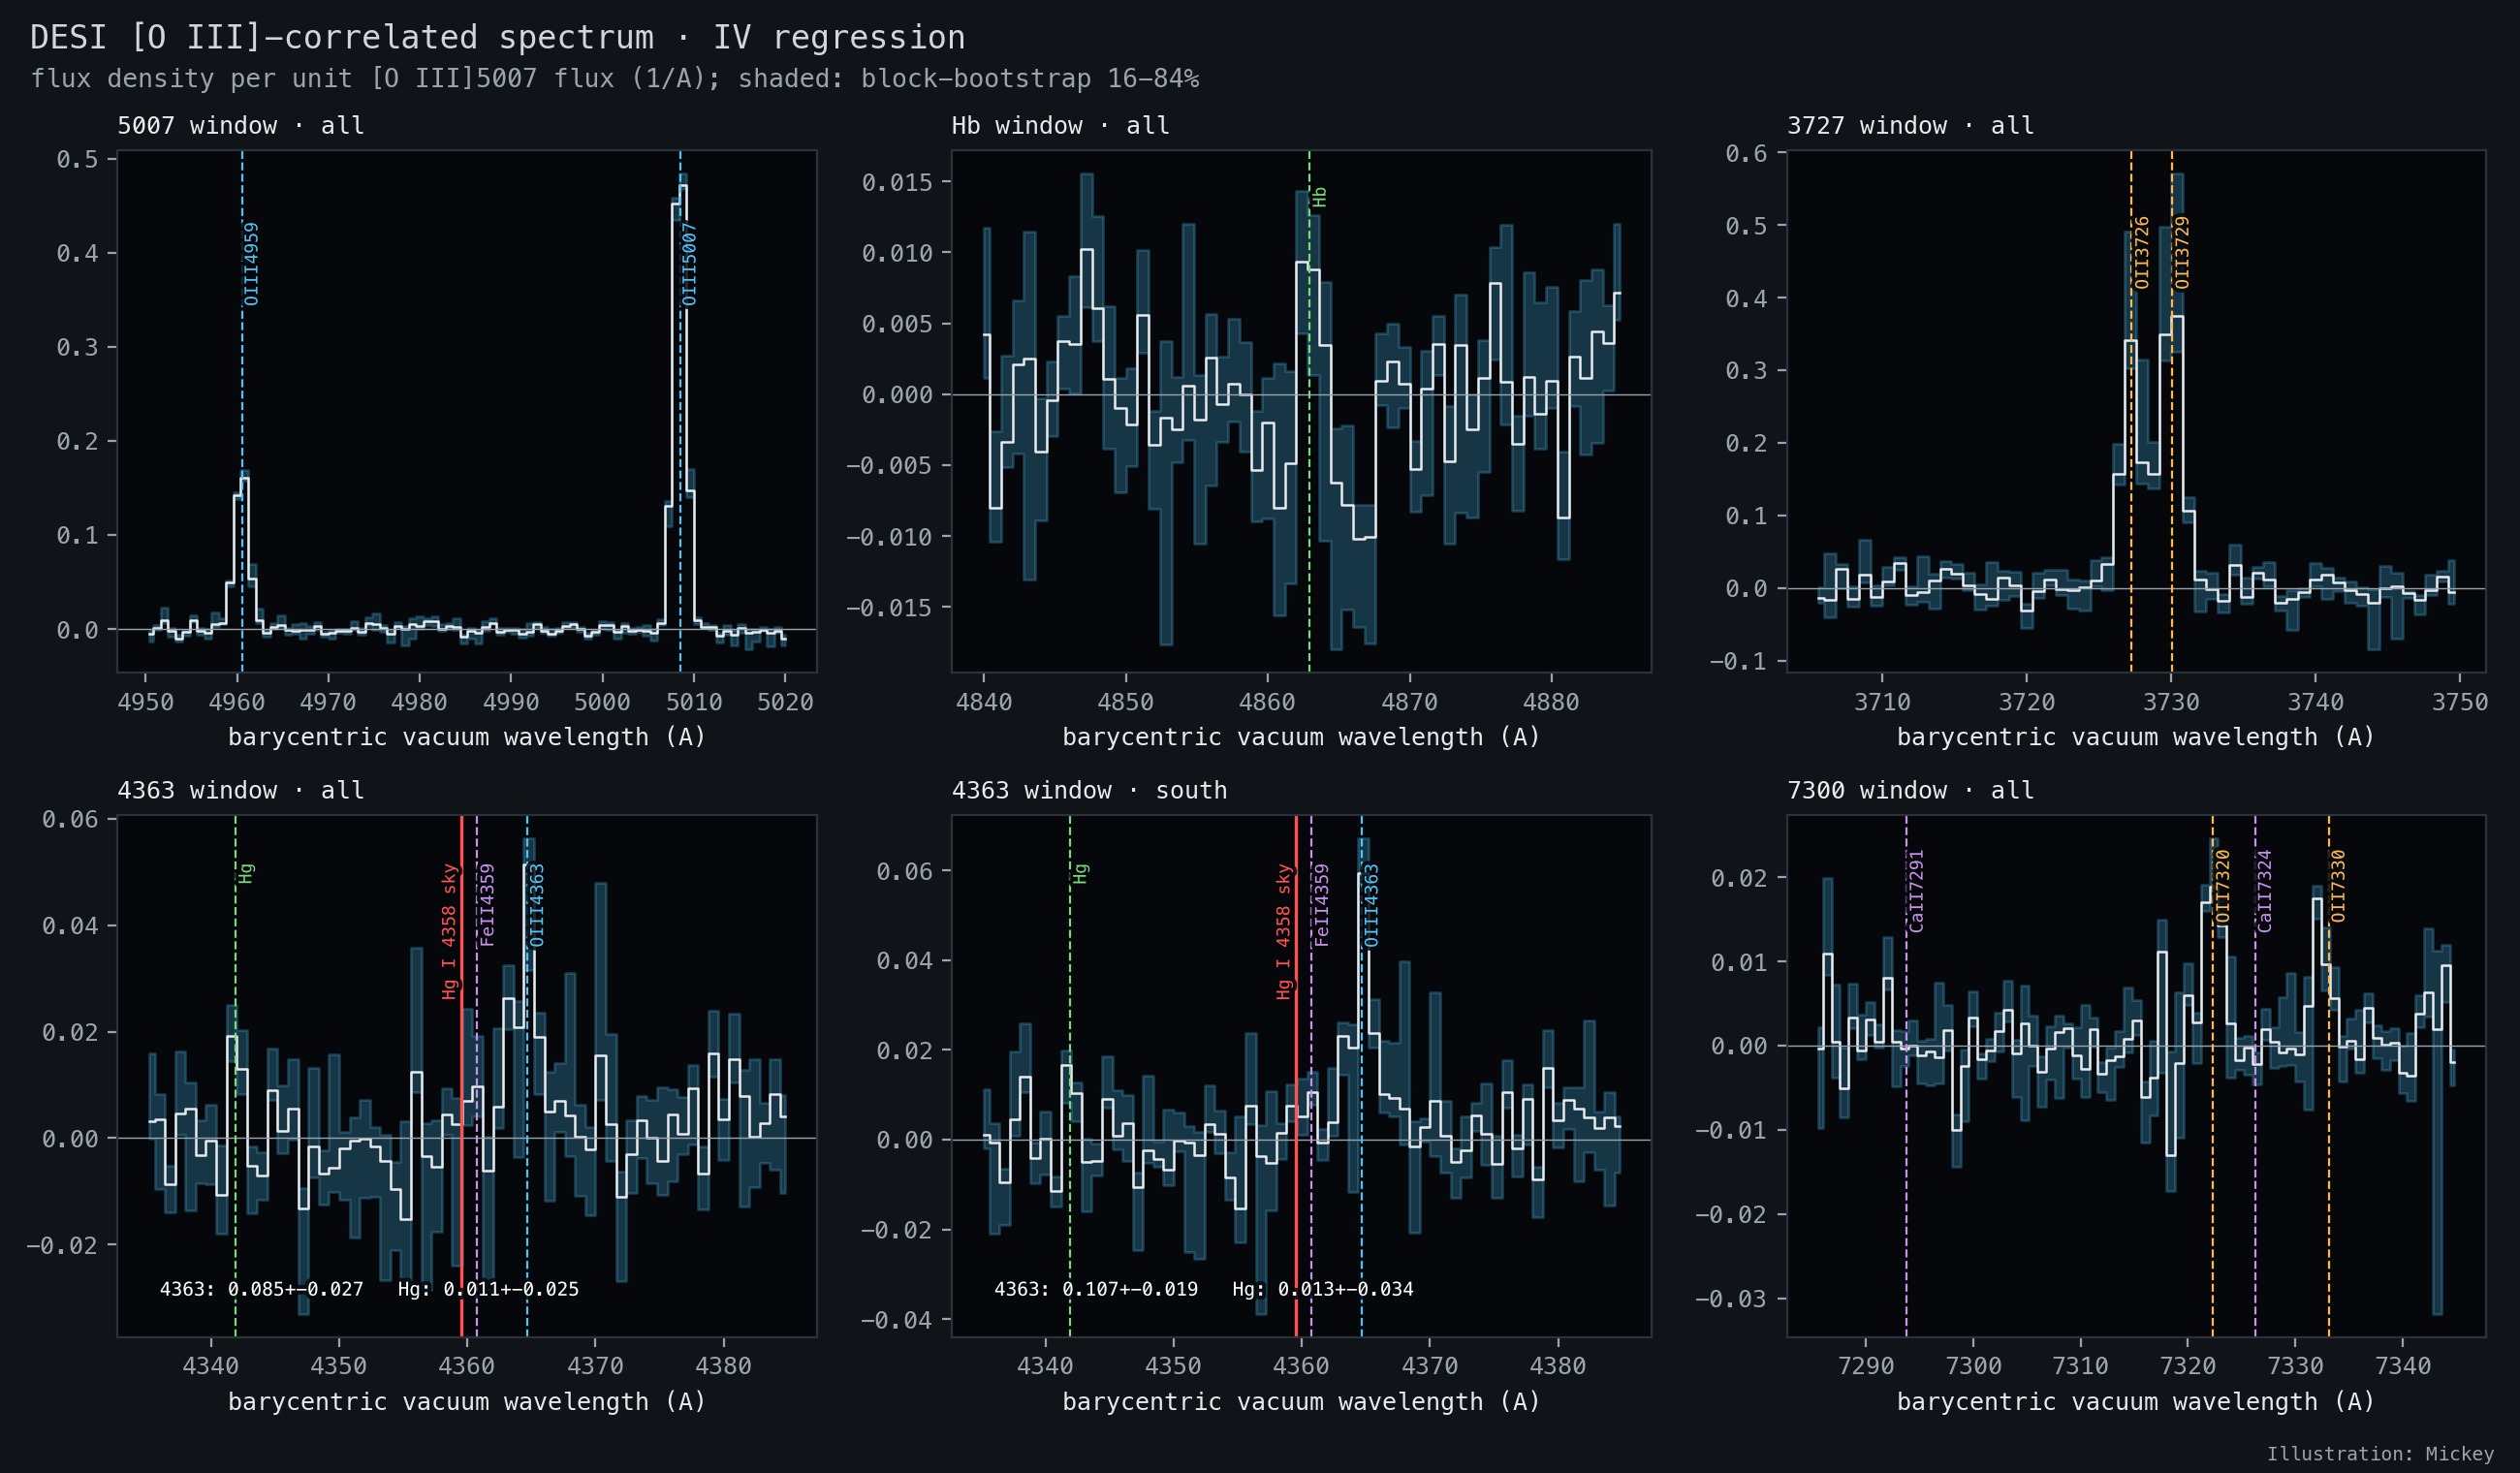 DESI [O III]−correlated spectrum · IV regression
flux density per unit [O III]5007 flux (1/A); shaded: block−bootstrap 16−84%
5007 window · all
0.5
0.4
0.3
0.2
0.1
0.0
OIII4959
OIII5007
4950 4960 4970 4980 4990 5000 5010 5020
barycentric vacuum wavelength (A)
Hb window · all
0.015
0.010
0.005
0.000
−0.005
−0.010
−0.015
Hb
4840 4850 4860 4870 4880
barycentric vacuum wavelength (A)
3727 window · all
0.6
0.5
0.4
0.3
0.2
0.1
0.0
−0.1
OII3726
OII3729
3710 3720 3730 3740 3750
barycentric vacuum wavelength (A)
4363 window · all
0.06
0.04
0.02
0.00
−0.02
Hg
Hg I 4358 sky
FeII4359
OIII4363
4363: 0.085+−0.027 Hg: 0.011+−0.025
4340 4350 4360 4370 4380
barycentric vacuum wavelength (A)
4363 window · south
0.06
0.04
0.02
0.00
−0.02
−0.04
Hg
Hg I 4358 sky
FeII4359
OIII4363
4363: 0.107+−0.019 Hg: 0.013+−0.034
4340 4350 4360 4370 4380
barycentric vacuum wavelength (A)
7300 window · all
0.02
0.01
0.00
−0.01
−0.02
−0.03
CaII7291
OII7320
CaII7324
OII7330
7290 7300 7310 7320 7330 7340
barycentric vacuum wavelength (A)
Illustration: Mickey